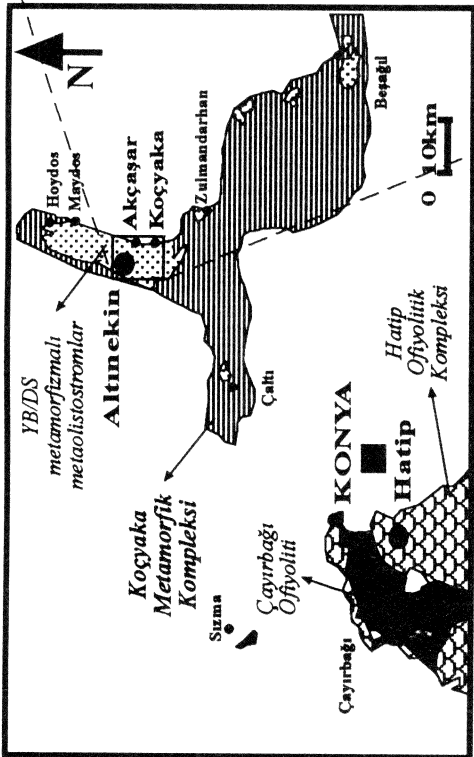 N
Hoydos
Maydos
Akçaşar
Koçyaka
Zulmandarhan
Beşağıl
0 10km
YB/DS
metamorfizmalı
metaolistostromlar
Altınekin
Çaltı
Hatip
Ofiyolitik
Kompleksi
Koçyaka
Metamorfik
Kompleksi
KONYA
Hatip
Sızma
Çayırbağı
Ofiyoliti
Çayırbağı